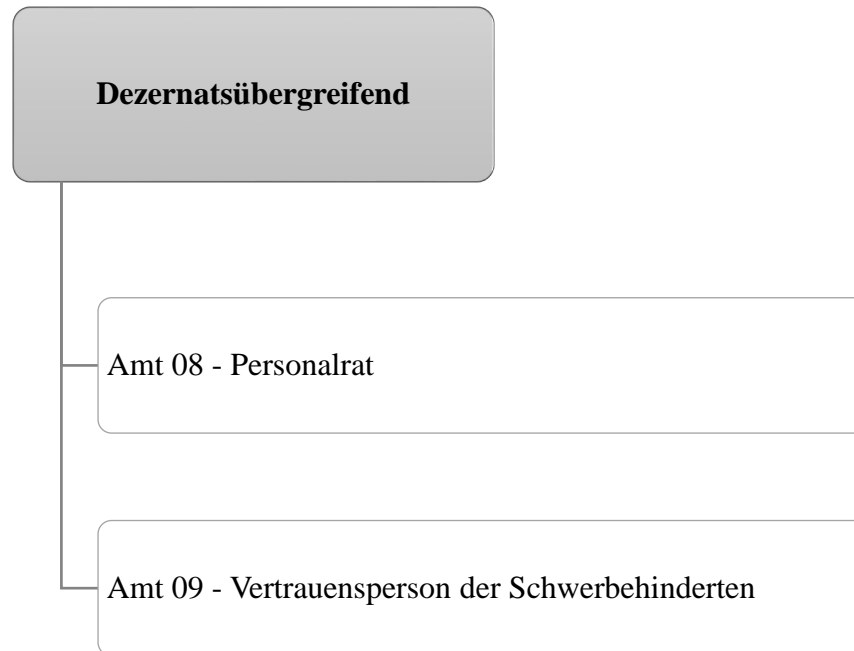 Dezernatsübergreifend
Amt 08 - Personalrat
Amt 09 - Vertrauensperson der Schwerbehinderten